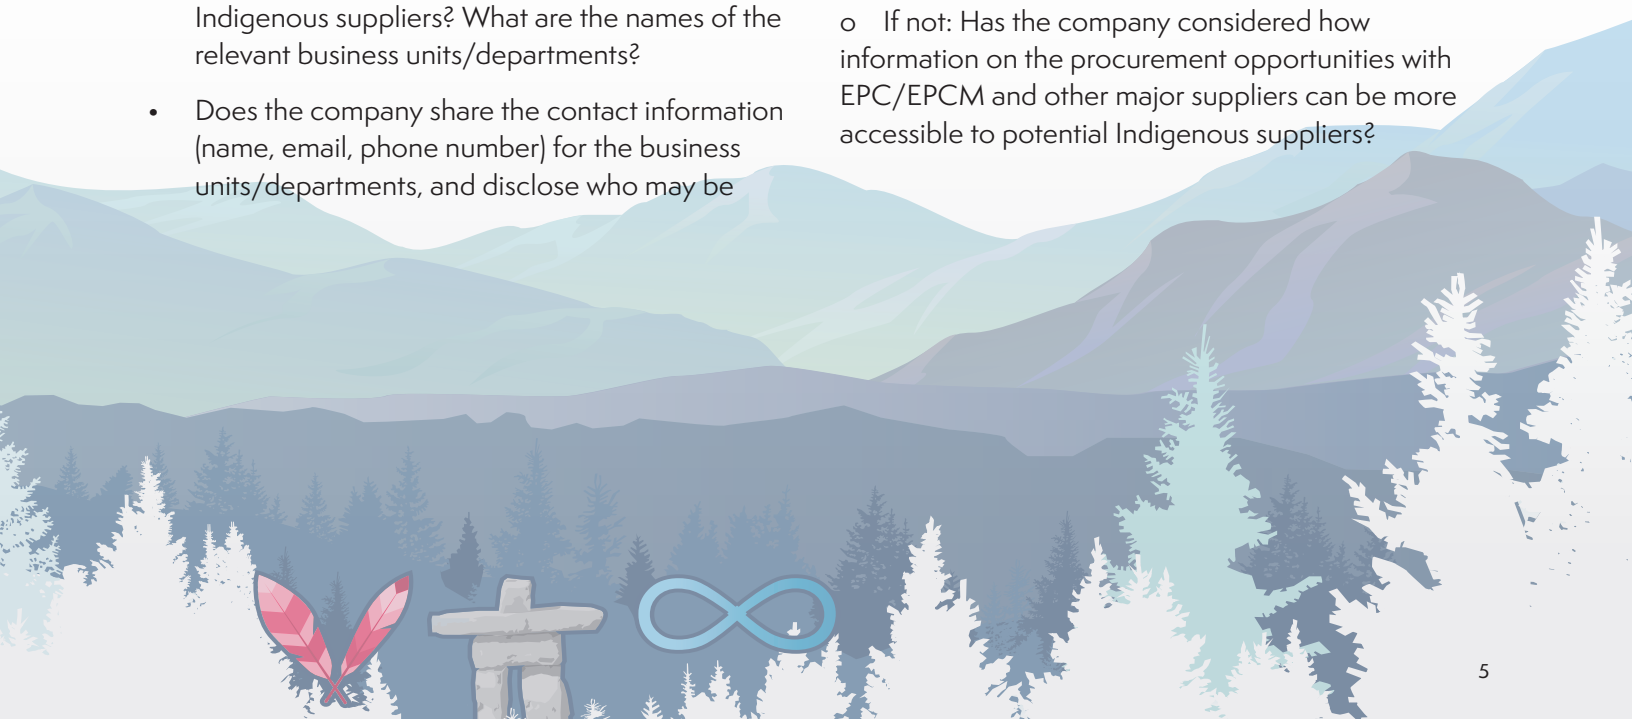 Indigenous suppliers? What are the names of the
relevant business units/departments?
• Does the company share the contact information
(name, email, phone number) for the business
units/departments, and disclose who may be
o If not: Has the company considered how
information on the procurement opportunities with
EPC/EPCM and other major suppliers can be more
accessible to potential Indigenous suppliers?
5